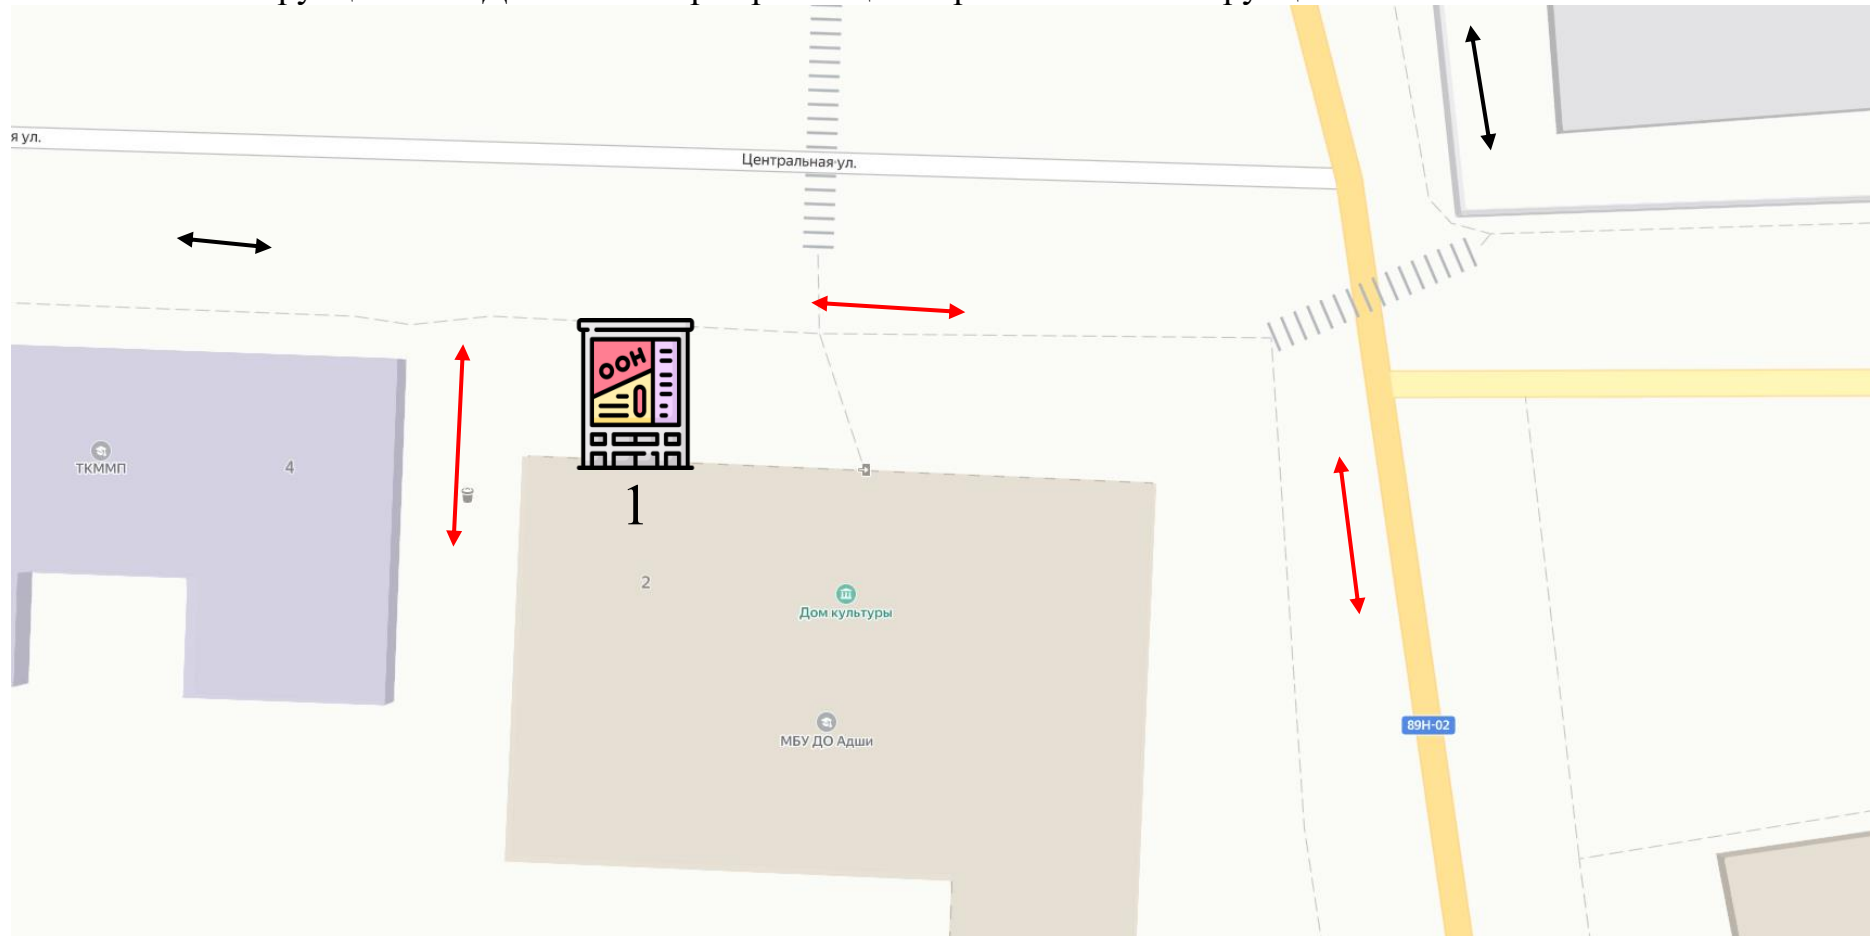 я ул.
Центральная ул.
ООН
ТКММП
4
1
2
Дом культуры
МБУ ДО Адши
89Н-02